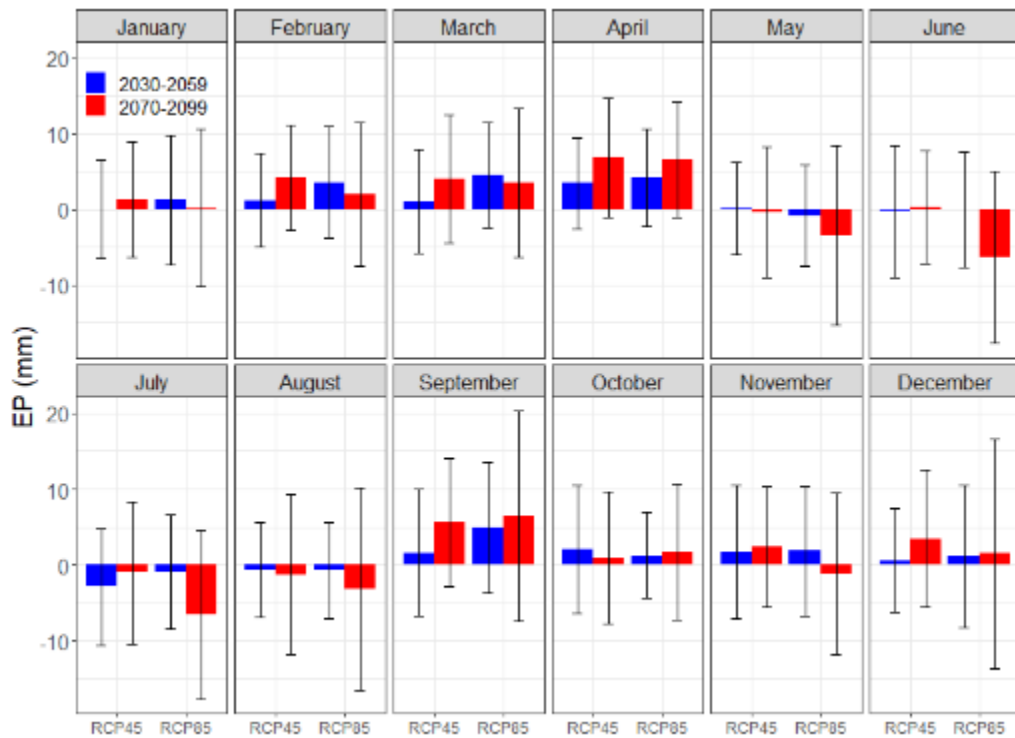 January February March April May June
20
2030-2059
2070-2099
10
0
-10
EP (mm)
July August September October November December
20
10
0
-10
RCP45 RCP85 RCP45 RCP85 RCP45 RCP85 RCP45 RCP85 RCP45 RCP85 RCP45 RCP85